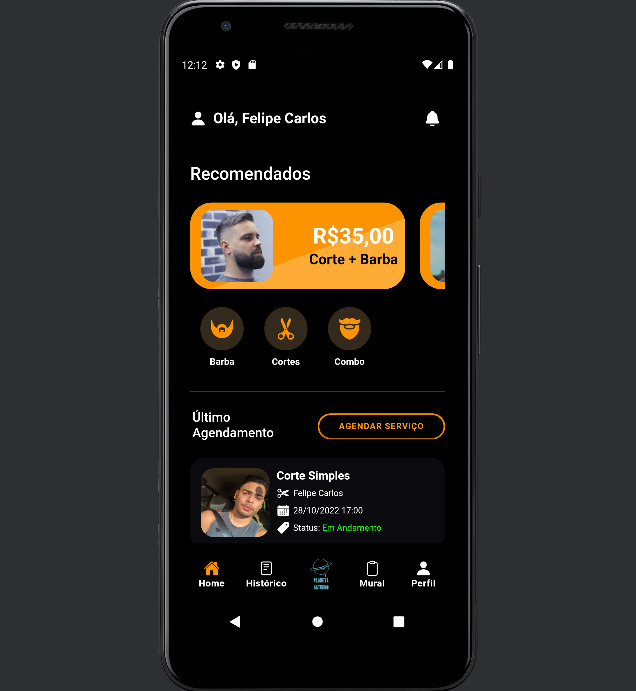 12:12
Olá, Felipe Carlos
Recomendados
R$35,00
Corte + Barba
Barba
Cortes
Combo
Último
Agendamento
AGENDAR SERVIÇO
Corte Simples
Felipe Carlos
28/10/2022 17:00
Status: Em Andamento
Home
Histórico
Mural
Perfil